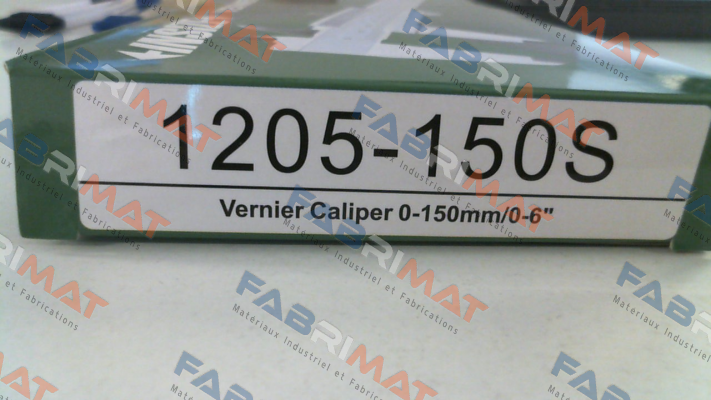 1205-150S
Vernier Caliper 0-150mm/0-6"
FABRIMAT
Matériaux Industriel et Fabrications